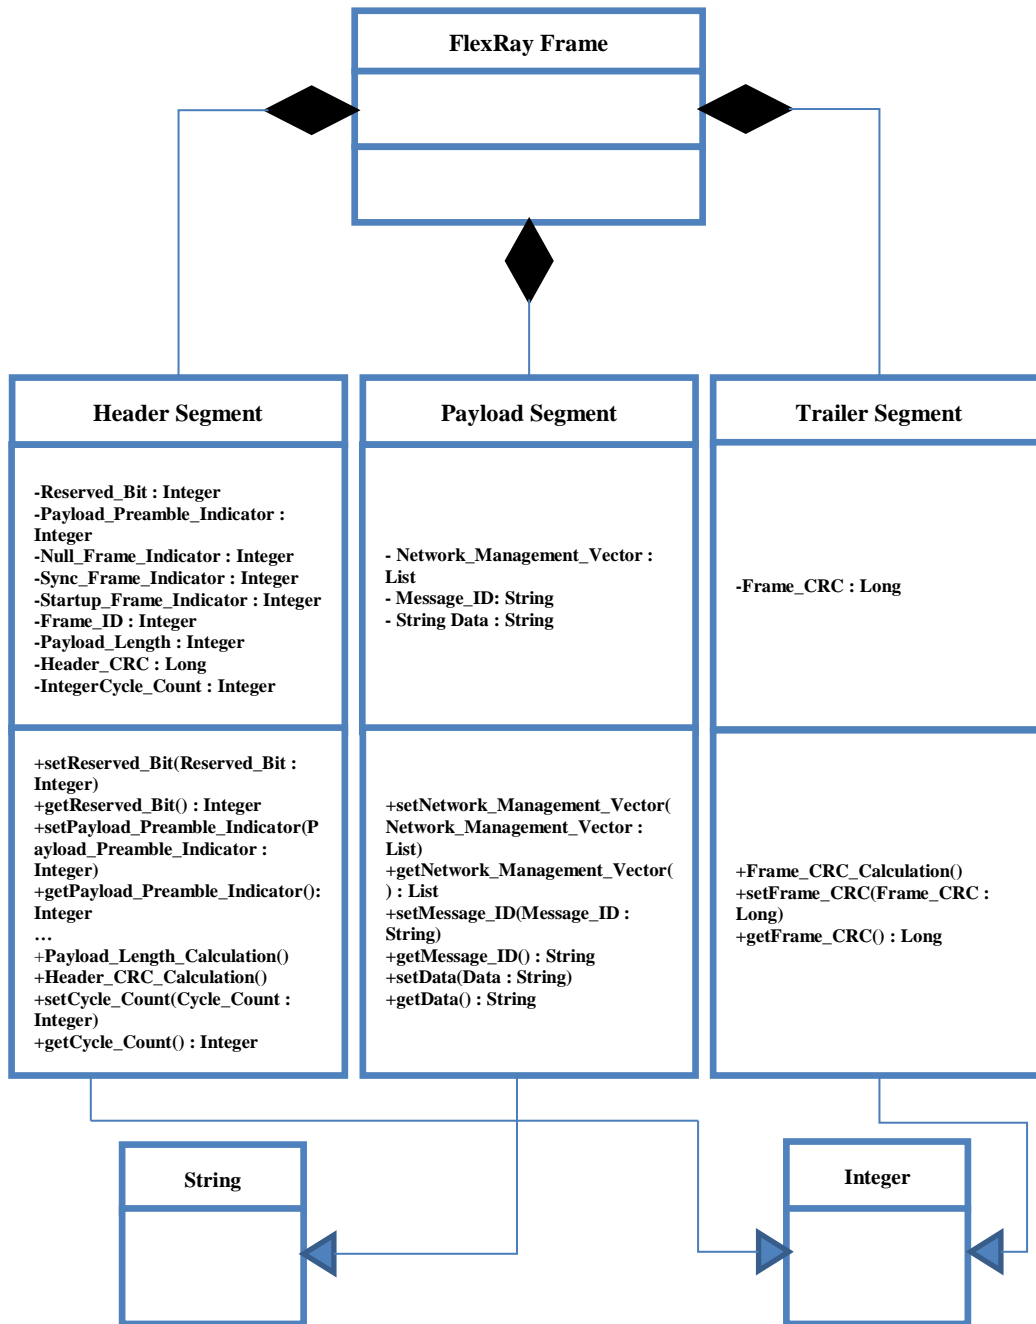 FlexRay Frame
Header Segment
-Reserved_Bit : Integer
-Payload_Preamble_Indicator :
Integer
-Null_Frame_Indicator : Integer
-Sync_Frame_Indicator : Integer
-Startup_Frame_Indicator : Integer
-Frame_ID : Integer
-Payload_Length : Integer
-Header_CRC : Long
-IntegerCycle_Count : Integer
+setReserved_Bit(Reserved_Bit :
Integer)
+getReserved_Bit() : Integer
+setPayload_Preamble_Indicator(P
ayload_Preamble_Indicator :
Integer)
+getPayload_Preamble_Indicator():
Integer
…
+Payload_Length_Calculation()
+Header_CRC_Calculation()
+setCycle_Count(Cycle_Count :
Integer)
+getCycle_Count() : Integer
Payload Segment
- Network_Management_Vector :
List
- Message_ID: String
- String Data : String
+setNetwork_Management_Vector(
Network_Management_Vector :
List)
+getNetwork_Management_Vector(
) : List
+setMessage_ID(Message_ID :
String)
+getMessage_ID() : String
+setData(Data : String)
+getData() : String
Trailer Segment
-Frame_CRC : Long
+Frame_CRC_Calculation()
+setFrame_CRC(Frame_CRC :
Long)
+getFrame_CRC() : Long
String
Integer